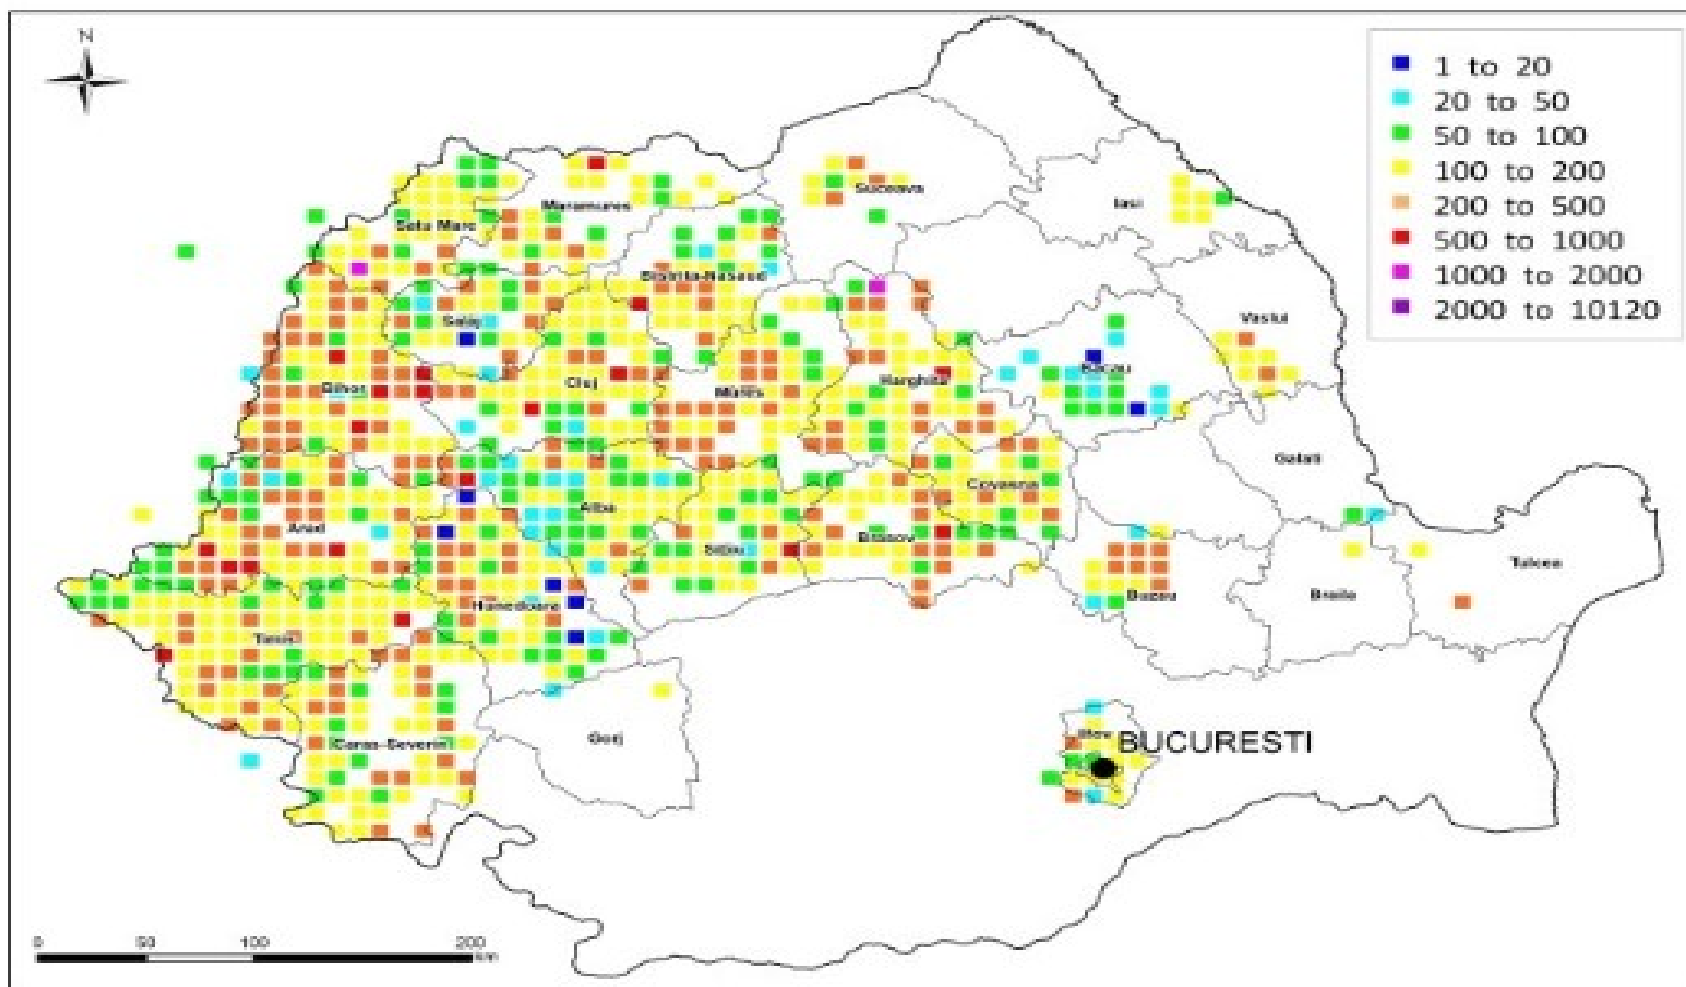 N
1 to 20
20 to 50
50 to 100
100 to 200
200 to 500
500 to 1000
1000 to 2000
2000 to 10120
Suceava
Iasi
Maramures
Satu Mare
Bistrita-Nasaud
Salaj
Vaslui
Bacau
Bihor
Cluj
Mures
Harghita
Galati
Covasna
Alba
Arad
Sibiu
Brasov
Tulcea
Hunedoara
Buzau
Braila
Timis
Gorj
Caras-Severin
Ilfov
BUCURESTI
0 50 100 200
km